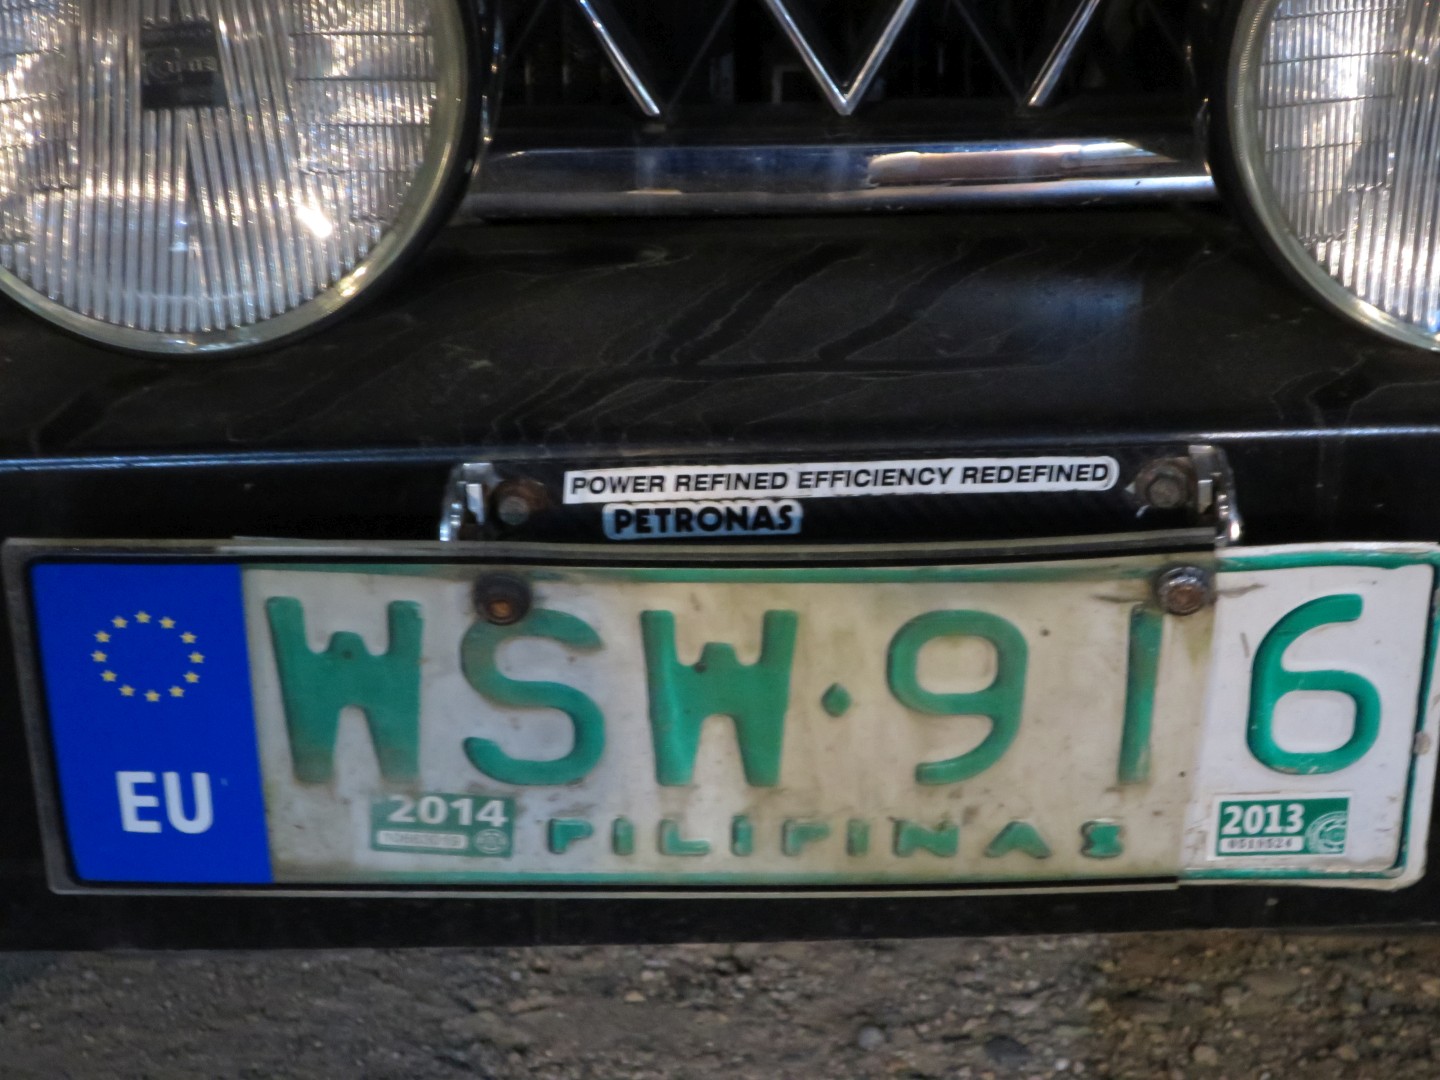 POWER REFINED EFFICIENCY REDEFINED
PETRONAS
EU
WSW·916
2014
PILIPINAS
2013